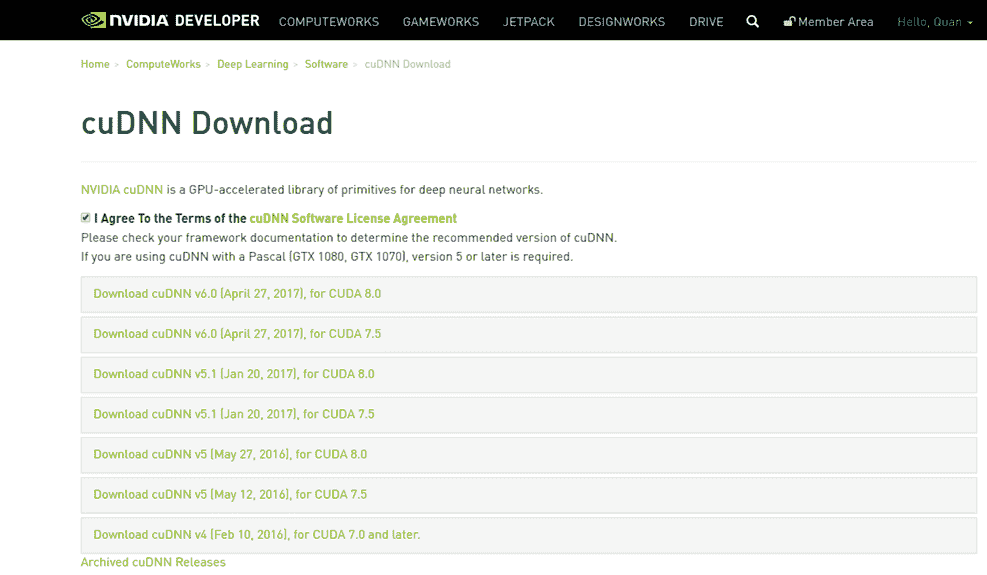 NVIDIA DEVELOPER COMPUTEWORKS GAMEWORKS JETPACK DESIGNWORKS DRIVE Member Area Hello, Quan
Home > ComputeWorks > Deep Learning > Software > cuDNN Download
cuDNN Download
NVIDIA cuDNN is a GPU-accelerated library of primitives for deep neural networks.
I Agree To the Terms of the cuDNN Software License Agreement
Please check your framework documentation to determine the recommended version of cuDNN.
If you are using cuDNN with a Pascal (GTX 1080, GTX 1070), version 5 or later is required.
Download cuDNN v6.0 (April 27, 2017), for CUDA 8.0
Download cuDNN v6.0 (April 27, 2017), for CUDA 7.5
Download cuDNN v5.1 (Jan 20, 2017), for CUDA 8.0
Download cuDNN v5.1 (Jan 20, 2017), for CUDA 7.5
Download cuDNN v5 (May 27, 2016), for CUDA 8.0
Download cuDNN v5 (May 12, 2016), for CUDA 7.5
Download cuDNN v4 (Feb 10, 2016), for CUDA 7.0 and later.
Archived cuDNN Releases